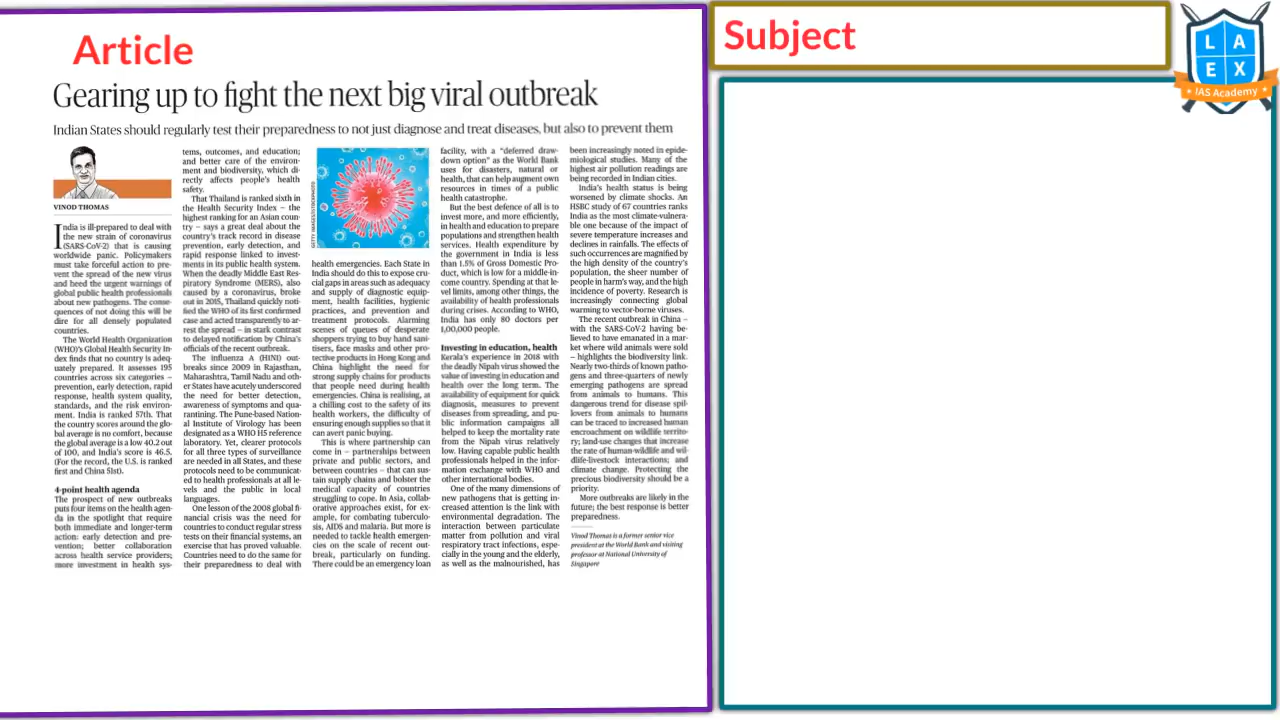 Article
Gearing up to fight the next big viral outbreak
Indian States should regularly test their preparedness to not just diagnose and treat diseases, but also to prevent them
VINOD THOMAS
India is ill-prepared to deal with
the new strain of coronavirus
(SARS-CoV-2) that is causing
worldwide panic. Policymakers
must take forceful action to pre-
vent the spread of the new virus
and heed the urgent warnings of
global public health professionals
about new pathogens. The conse-
quences of not doing this will be
dire for all densely populated
countries.
The World Health Organization
(WHO)'s Global Health Security In-
dex finds that no country is adeq-
uately prepared. It assesses 195
countries across six categories –
prevention, early detection, rapid
response, health system quality,
standards, and the risk environ-
ment. India is ranked 57th. That
the country scores around the glo-
bal average is no comfort, because
the global average is a low 40.2 out
of 100, and India's score is 46.5.
(For the record, the U.S. is ranked
first and China 51st).
4-point health agenda
The prospect of new outbreaks
puts four items on the health agen-
da in the spotlight that require
both immediate and longer-term
action: early detection and pre-
vention; better collaboration
across health service providers;
more investment in health sys-
tems, outcomes, and education;
and better care of the environ-
ment and biodiversity, which di-
rectly affects people's health
safety.
That Thailand is ranked sixth in
the Health Security Index – the
highest ranking for an Asian coun-
try – says a great deal about the
country's track record in disease
prevention, early detection, and
rapid response linked to invest-
ments in its public health system.
When the deadly Middle East Res-
piratory Syndrome (MERS), also
caused by a coronavirus, broke
out in 2015, Thailand quickly noti-
fied the WHO of its first confirmed
case and acted transparently to ar-
rest the spread – in stark contrast
to delayed notification by China's
officials of the recent outbreak.
The Influenza A (H1N1) out-
breaks since 2009 in Rajasthan,
Maharashtra, Tamil Nadu and oth-
er States have acutely underscored
the need for better detection,
awareness of symptoms and qua-
rantining. The Pune-based Nation-
al Institute of Virology has been
designated as a WHO H5 reference
laboratory. Yet, clearer protocols
for all three types of surveillance
are needed in all States, and these
protocols need to be communicat-
ed to health professionals at all le-
vels and the public in local
languages.
One lesson of the 2008 global fi-
nancial crisis was the need for
countries to conduct regular stress
tests on their financial systems, an
exercise that has proved valuable.
Countries need to do the same for
their preparedness to deal with
GETTY IMAGES/ISTOCKPHOTO
health emergencies. Each State in
India should do this to expose cru-
cial gaps in areas such as adequacy
and supply of diagnostic equip-
ment, health facilities, hygienic
practices, and prevention and
treatment protocols. Alarming
scenes of queues of desperate
shoppers trying to buy hand sani-
tisers, face masks and other pro-
tective products in Hong Kong and
China highlight the need for
strong supply chains for products
that people need during health
emergencies. China is realising, at
a chilling cost to the safety of its
health workers, the difficulty of
ensuring enough supplies so that it
can avert panic buying.
This is where partnership can
come in – partnerships between
private and public sectors, and
between countries – that can sus-
tain supply chains and bolster the
medical capacity of countries
struggling to cope. In Asia, collab-
orative approaches exist, for ex-
ample, for combating tuberculo-
sis, AIDS and malaria. But more is
needed to tackle health emergen-
cies on the scale of recent out-
break, particularly on funding.
There could be an emergency loan
facility, with a "deferred draw-
down option" as the World Bank
uses for disasters, natural or
health, that can help augment own
resources in times of a public
health catastrophe.
But the best defence of all is to
invest more, and more efficiently,
in health and education to prepare
populations and strengthen health
services. Health expenditure by
the government in India is less
than 1.5% of Gross Domestic Pro-
duct, which is low for a middle-in-
come country. Spending at that le-
vel limits, among other things, the
availability of health professionals
during crises. According to WHO,
India has only 80 doctors per
1,00,000 people.
Investing in education, health
Kerala's experience in 2018 with
the deadly Nipah virus showed the
value of investing in education and
health over the long term. The
availability of equipment for quick
diagnosis, measures to prevent
diseases from spreading, and pu-
blic information campaigns all
helped to keep the mortality rate
from the Nipah virus relatively
low. Having capable public health
professionals helped in the infor-
mation exchange with WHO and
other international bodies.
One of the many dimensions of
new pathogens that is getting in-
creased attention is the link with
environmental degradation. The
interaction between particulate
matter from pollution and viral
respiratory tract infections, espe-
cially in the young and the elderly,
as well as the malnourished, has
been increasingly noted in epide-
miological studies. Many of the
highest air pollution readings are
being recorded in Indian cities.
India's health status is being
worsened by climate shocks. An
HSBC study of 67 countries ranks
India as the most climate-vulnera-
ble one because of the impact of
severe temperature increases and
declines in rainfalls. The effects of
such occurrences are magnified by
the high density of the country's
population, the sheer number of
people in harm's way, and the high
incidence of poverty. Research is
increasingly connecting global
warming to vector-borne viruses.
The recent outbreak in China –
with the SARS-CoV-2 having be-
lieved to have emanated in a mar-
ket where wild animals were sold
– highlights the biodiversity link.
Nearly two-thirds of known patho-
gens and three-quarters of newly
emerging pathogens are spread
from animals to humans. This
dangerous trend for disease spil-
lovers from animals to humans
can be traced to increased human
encroachment on wildlife territo-
ry; land-use changes that increase
the rate of human-wildlife and wil-
dlife-livestock interactions; and
climate change. Protecting the
precious biodiversity should be a
priority.
More outbreaks are likely in the
future; the best response is better
preparedness.
Vinod Thomas is a former senior vice
president at the World Bank and visiting
professor at National University of
Singapore
Subject
L A
E X
IAS Academy